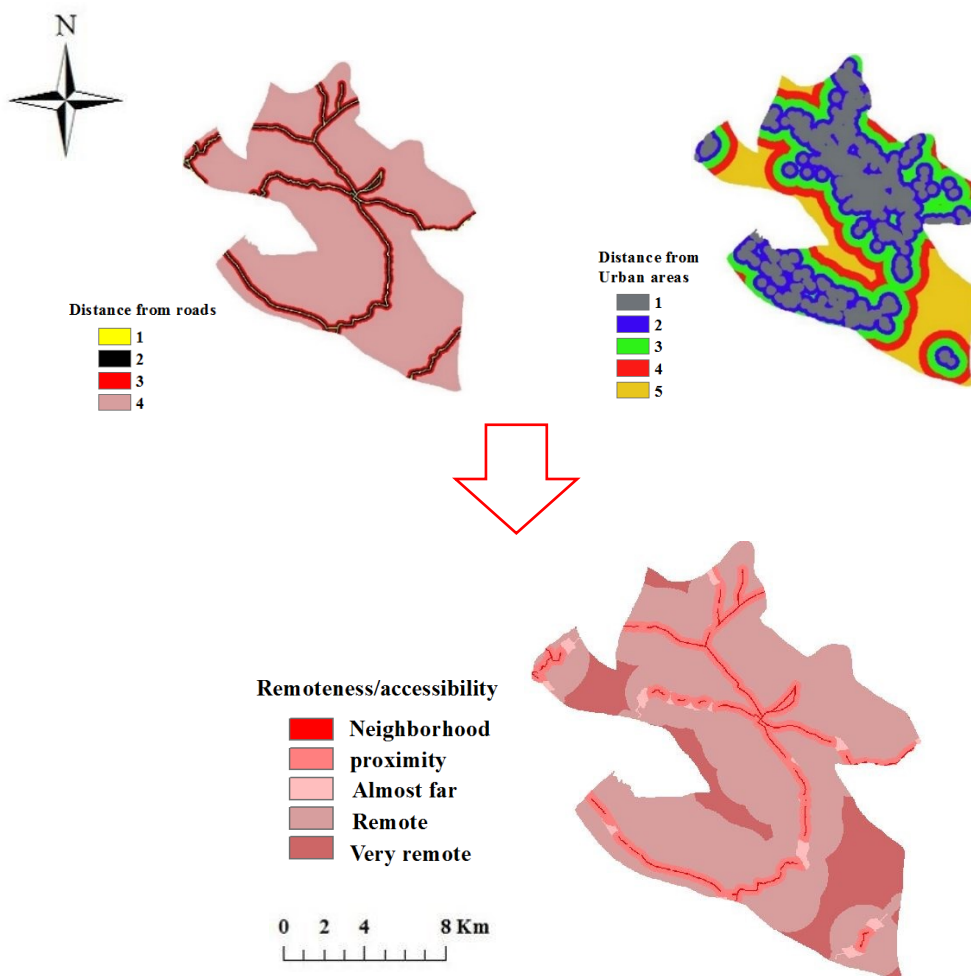 N
Distance from roads
1
2
3
4
Distance from
Urban areas
1
2
3
4
5
Remoteness/accessibility
Neighborhood
proximity
Almost far
Remote
Very remote
0 2 4 8 Km